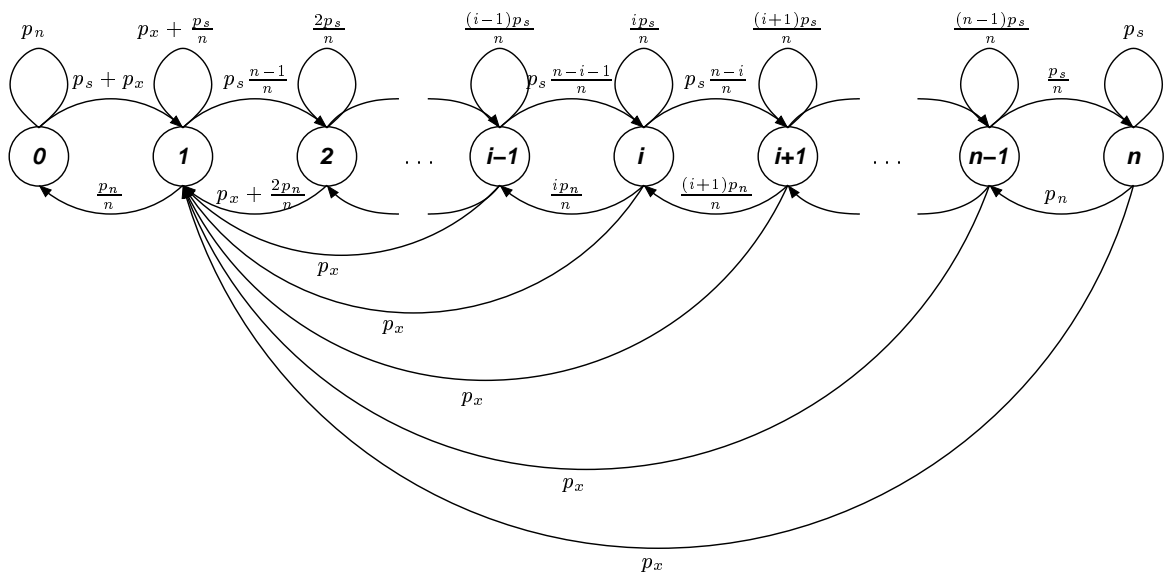 p_n p_x + p_s/n 2p_s/n (i−1)p_s/n ip_s/n (i+1)p_s/n (n−1)p_s/n p_s
p_s + p_x p_s n−1/n p_s n−i−1/n p_s n−i/n p_s/n
0 1 2 ... i−1 i i+1 ... n−1 n
p_n/n p_x + 2p_n/n ip_n/n (i+1)p_n/n p_n
p_x
p_x
p_x
p_x
p_x